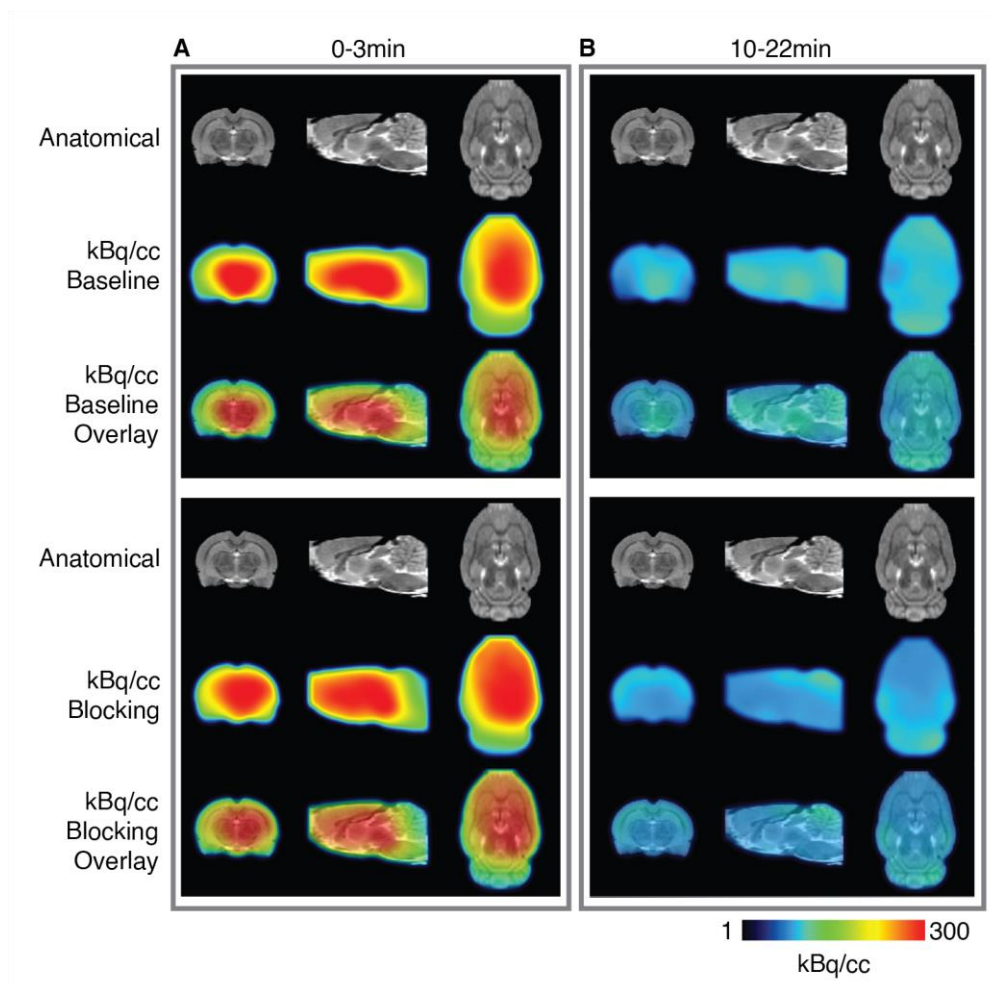 A 0-3min
B 10-22min
Anatomical
kBq/cc
Baseline
kBq/cc
Baseline
Overlay
Anatomical
kBq/cc
Blocking
kBq/cc
Blocking
Overlay
1 300
kBq/cc